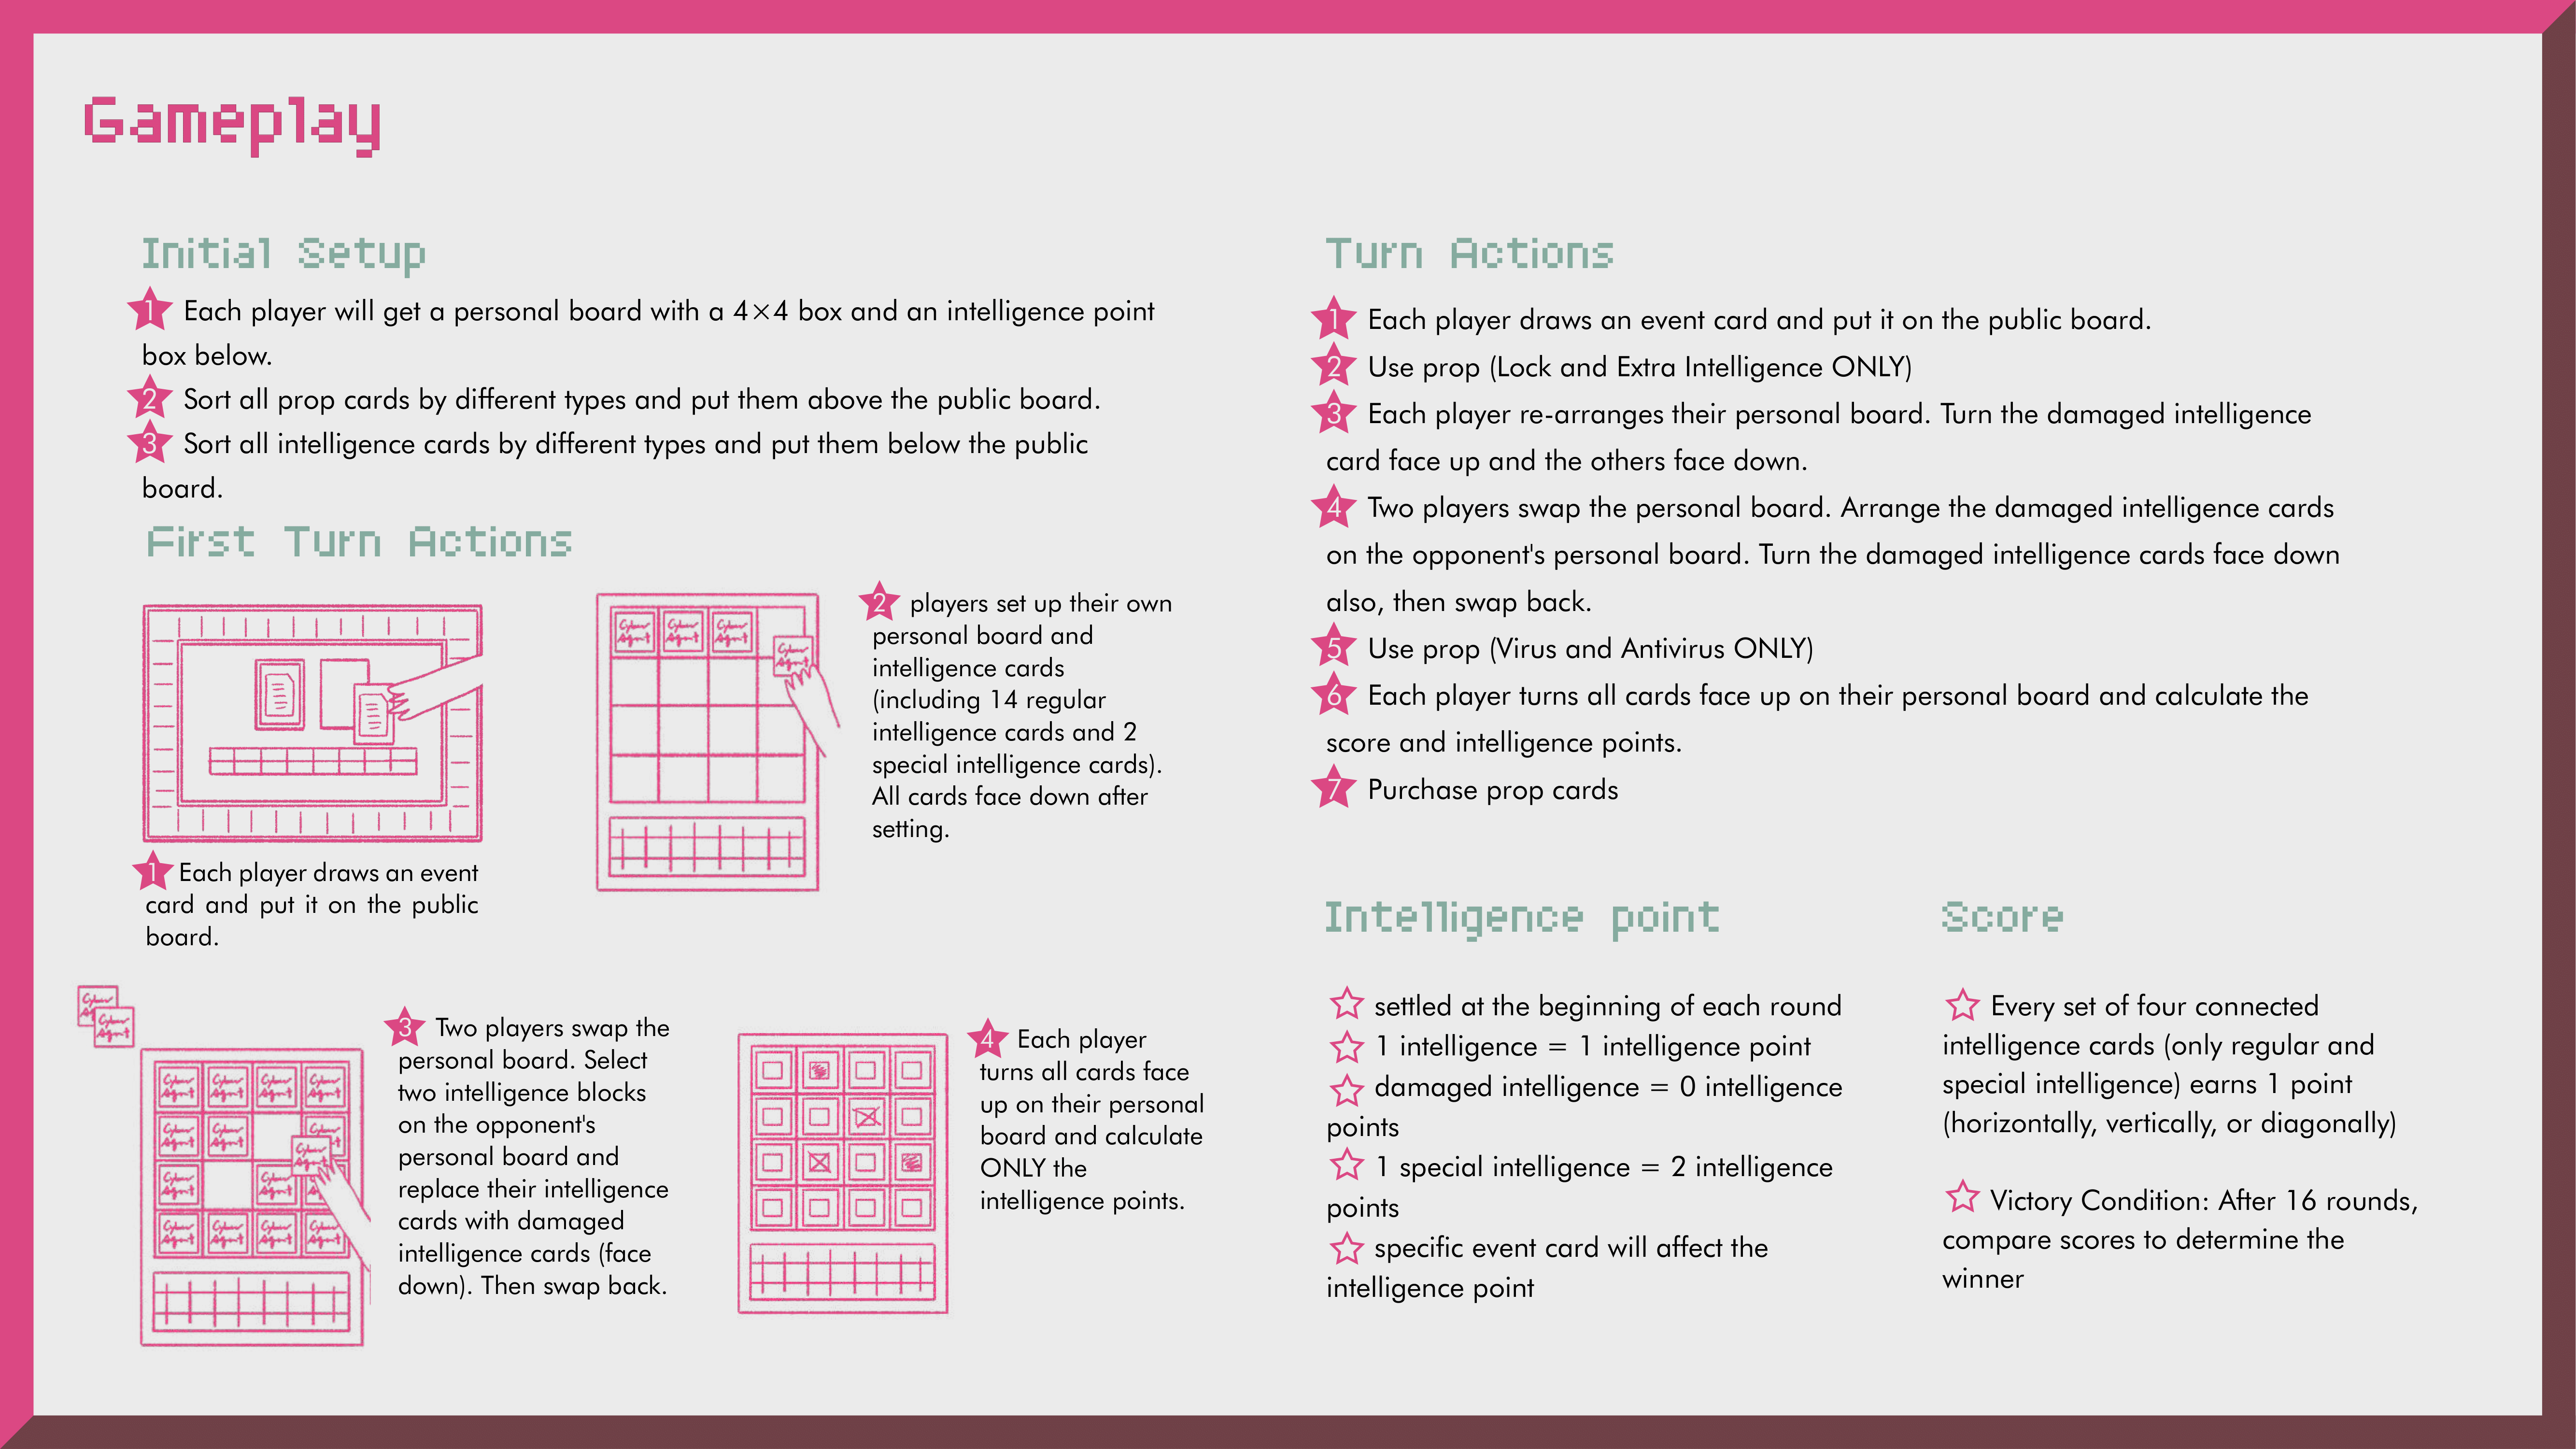 Gameplay
Initial Setup
1 Each player will get a personal board with a 4×4 box and an intelligence point
box below.
2 Sort all prop cards by different types and put them above the public board.
3 Sort all intelligence cards by different types and put them below the public
board.
First Turn Actions
1 Each player draws an event
card and put it on the public
board.
2 players set up their own
personal board and
intelligence cards
(including 14 regular
intelligence cards and 2
special intelligence cards).
All cards face down after
setting.
3 Two players swap the
personal board. Select
two intelligence blocks
on the opponent's
personal board and
replace their intelligence
cards with damaged
intelligence cards (face
down). Then swap back.
4 Each player
turns all cards face
up on their personal
board and calculate
ONLY the
intelligence points.
Turn Actions
1 Each player draws an event card and put it on the public board.
2 Use prop (Lock and Extra Intelligence ONLY)
3 Each player re-arranges their personal board. Turn the damaged intelligence
card face up and the others face down.
4 Two players swap the personal board. Arrange the damaged intelligence cards
on the opponent's personal board. Turn the damaged intelligence cards face down
also, then swap back.
5 Use prop (Virus and Antivirus ONLY)
6 Each player turns all cards face up on their personal board and calculate the
score and intelligence points.
7 Purchase prop cards
Intelligence point
settled at the beginning of each round
1 intelligence = 1 intelligence point
damaged intelligence = 0 intelligence
points
1 special intelligence = 2 intelligence
points
specific event card will affect the
intelligence point
Score
Every set of four connected
intelligence cards (only regular and
special intelligence) earns 1 point
(horizontally, vertically, or diagonally)
Victory Condition: After 16 rounds,
compare scores to determine the
winner